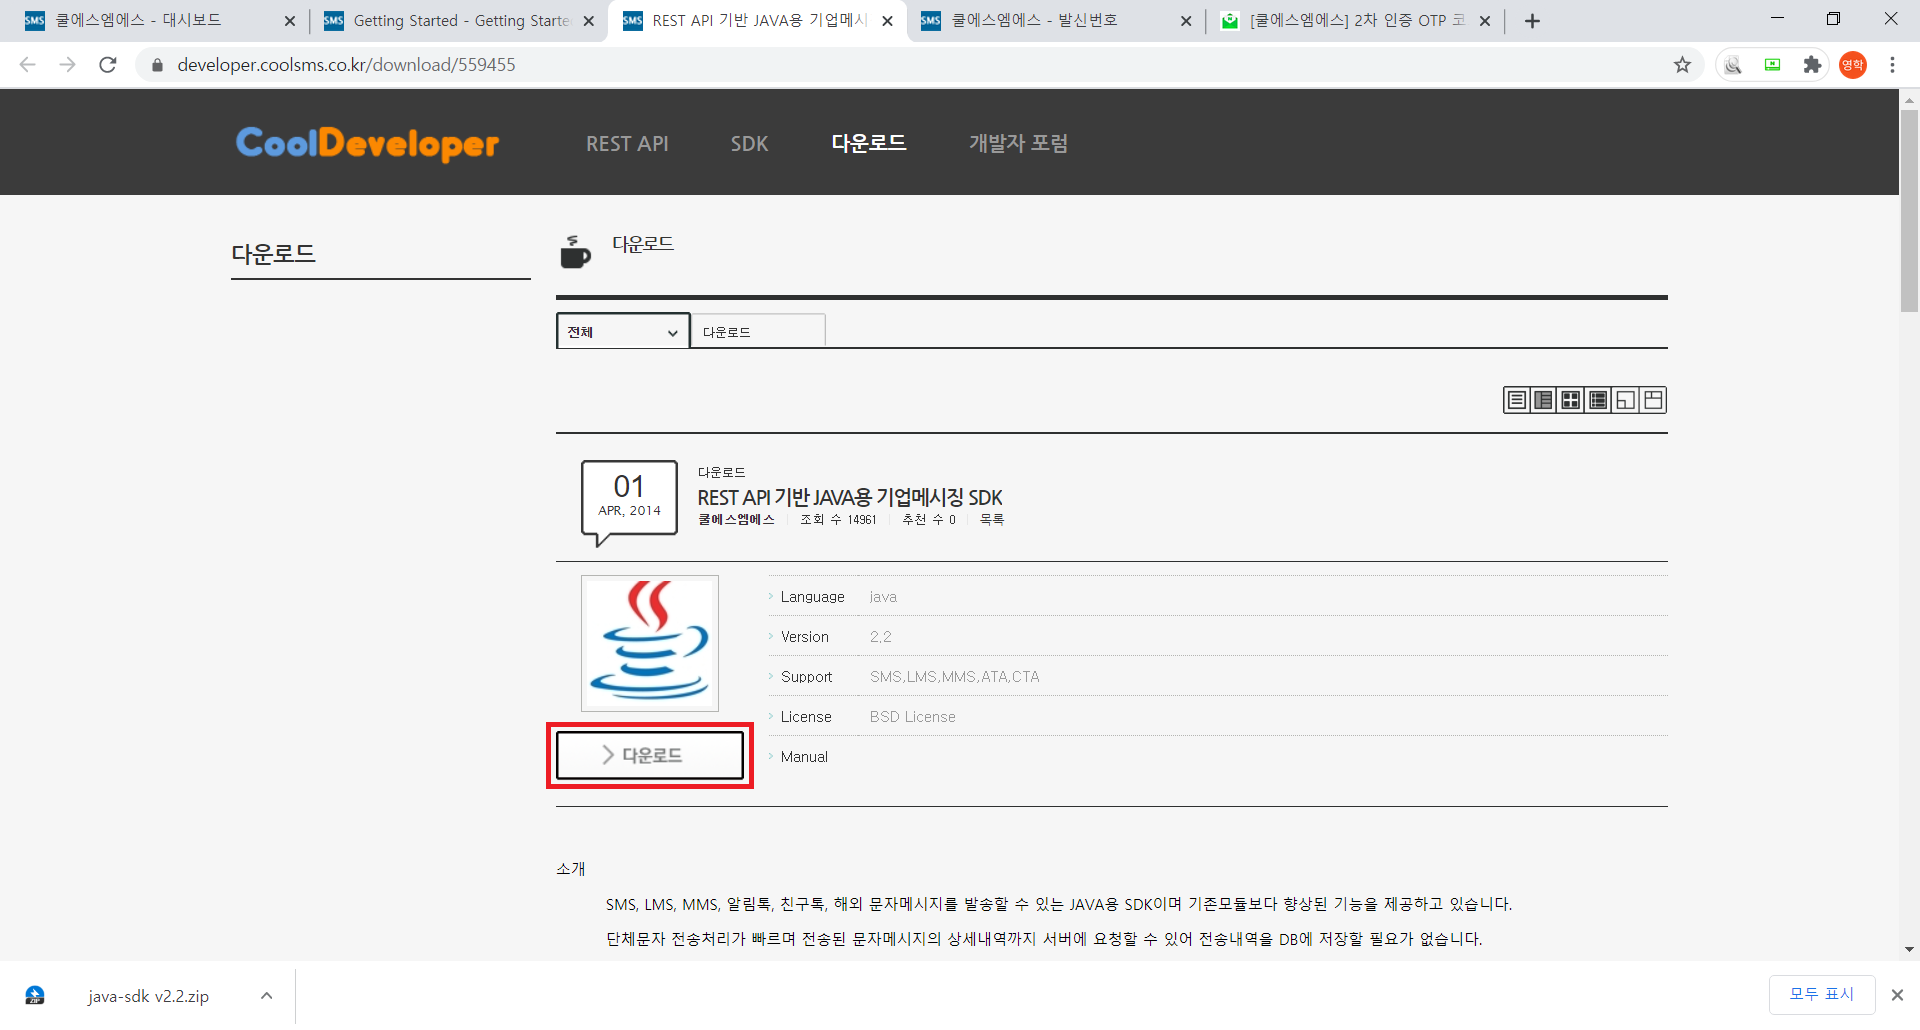 쿨에스엠에스 - 대시보드
Getting Started - Getting Starte
REST API 기반 JAVA용 기업메시
쿨에스엠에스 - 발신번호
[쿨에스엠에스] 2차 인증 OTP 코
developer.coolsms.co.kr/download/559455
영학
CoolDeveloper
REST API
SDK
다운로드
개발자 포럼
다운로드
다운로드
전체
다운로드
01
APR, 2014
다운로드
REST API 기반 JAVA용 기업메시징 SDK
쿨에스엠에스 조회 수 14961 추천 수 0 목록
Language java
Version 2.2
Support SMS,LMS,MMS,ATA,CTA
License BSD License
Manual
> 다운로드
소개
SMS, LMS, MMS, 알림톡, 친구톡, 해외 문자메시지를 발송할 수 있는 JAVA용 SDK이며 기존모듈보다 향상된 기능을 제공하고 있습니다.
단체문자 전송처리가 빠르며 전송된 문자메시지의 상세내역까지 서버에 요청할 수 있어 전송내역을 DB에 저장할 필요가 없습니다.
java-sdk v2.2.zip
모두 표시